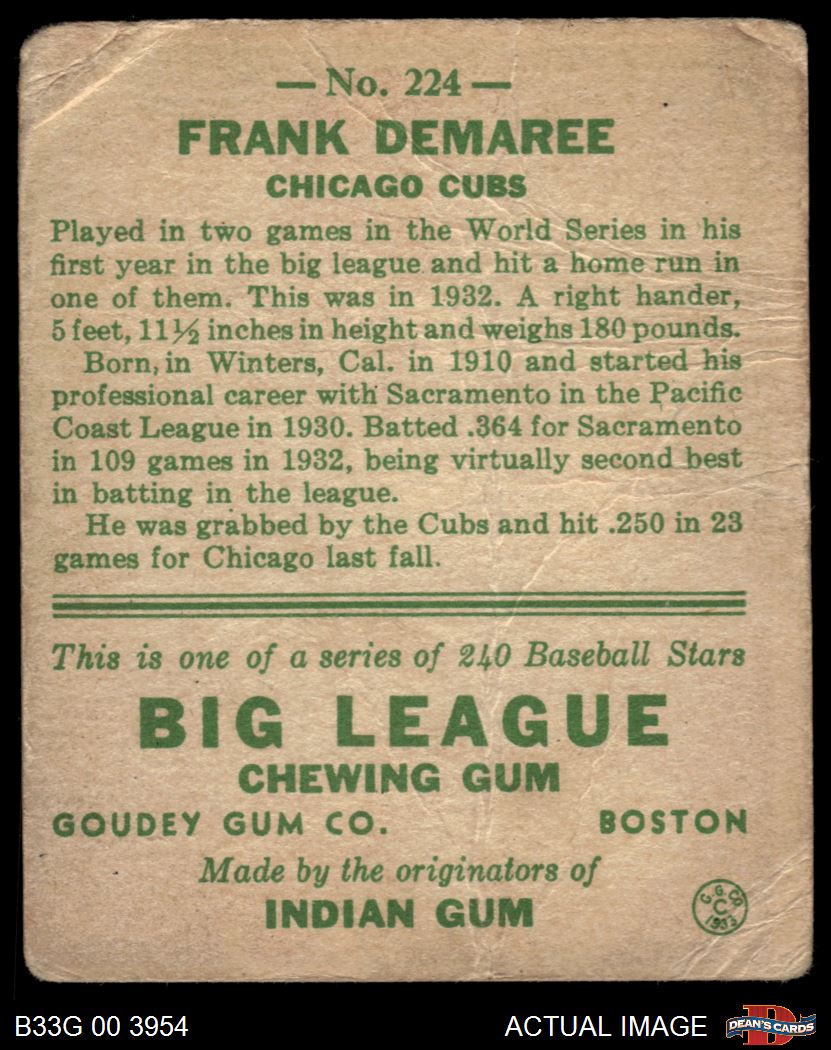 — No. 224 —
FRANK DEMAREE
CHICAGO CUBS
Played in two games in the World Series in his
first year in the big league and hit a home run in
one of them. This was in 1932. A right hander,
5 feet, 11½ inches in height and weighs 180 pounds.
Born, in Winters, Cal. in 1910 and started his
professional career with Sacramento in the Pacific
Coast League in 1930. Batted .364 for Sacramento
in 109 games in 1932, being virtually second best
in batting in the league.
He was grabbed by the Cubs and hit .250 in 23
games for Chicago last fall.
This is one of a series of 240 Baseball Stars
BIG LEAGUE
CHEWING GUM
GOUDEY GUM CO. BOSTON
Made by the originators of
INDIAN GUM
G. G. CO.
C
1933
B33G 00 3954 ACTUAL IMAGE D DEAN'S CARDS